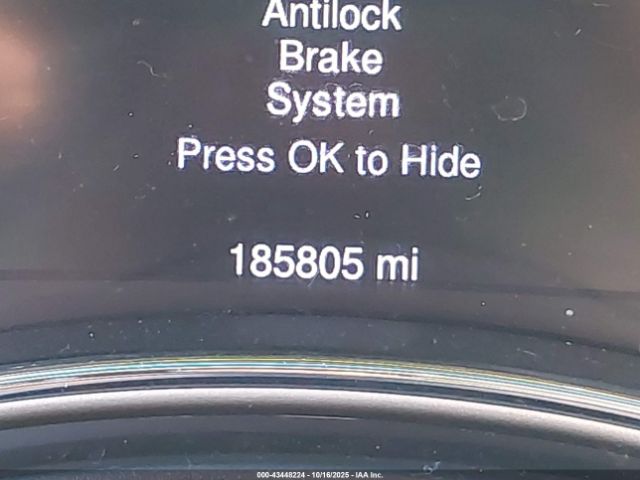 Antilock
Brake
System
Press OK to Hide
185805 mi
000-43448224 - 10/16/2025 - IAA Inc.